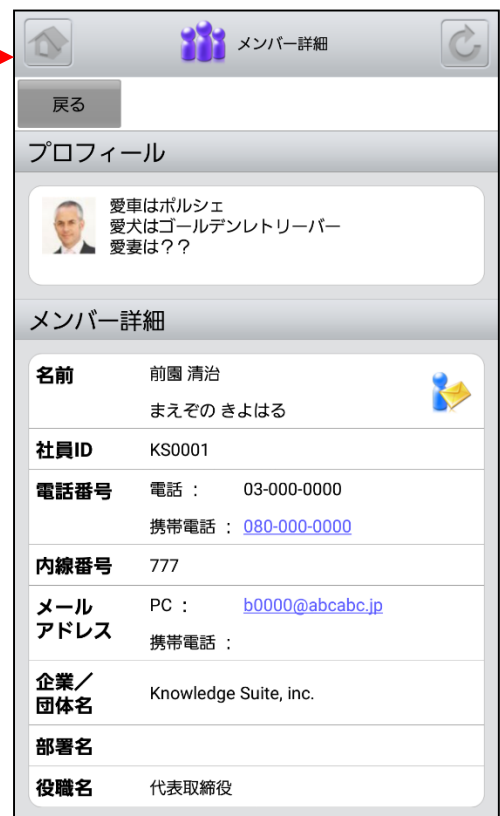 メンバー詳細
戻る
プロフィール
愛車はポルシェ
愛犬はゴールデンレトリーバー
愛妻は？？
メンバー詳細
名前 前園 清治
まえぞの きよはる
社員ID KS0001
電話番号 電話 ： 03-000-0000
携帯電話 ： 080-000-0000
内線番号 777
メール
アドレス
PC ： b0000@abcabc.jp
携帯電話 ：
企業／
団体名
Knowledge Suite, inc.
部署名
役職名 代表取締役